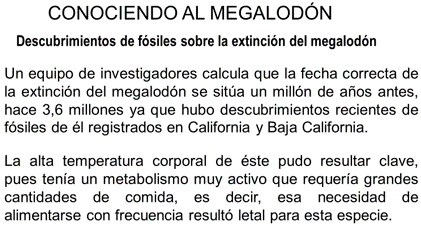 CONOCIENDO AL MEGALODÓN
Descubrimientos de fósiles sobre la extinción del megalodón
Un equipo de investigadores calcula que la fecha correcta de
la extinción del megalodón se sitúa un millón de años antes,
hace 3,6 millones ya que hubo descubrimientos recientes de
fósiles de él registrados en California y Baja California.
La alta temperatura corporal de éste pudo resultar clave,
pues tenía un metabolismo muy activo que requería grandes
cantidades de comida, es decir, esa necesidad de
alimentarse con frecuencia resultó letal para esta especie.